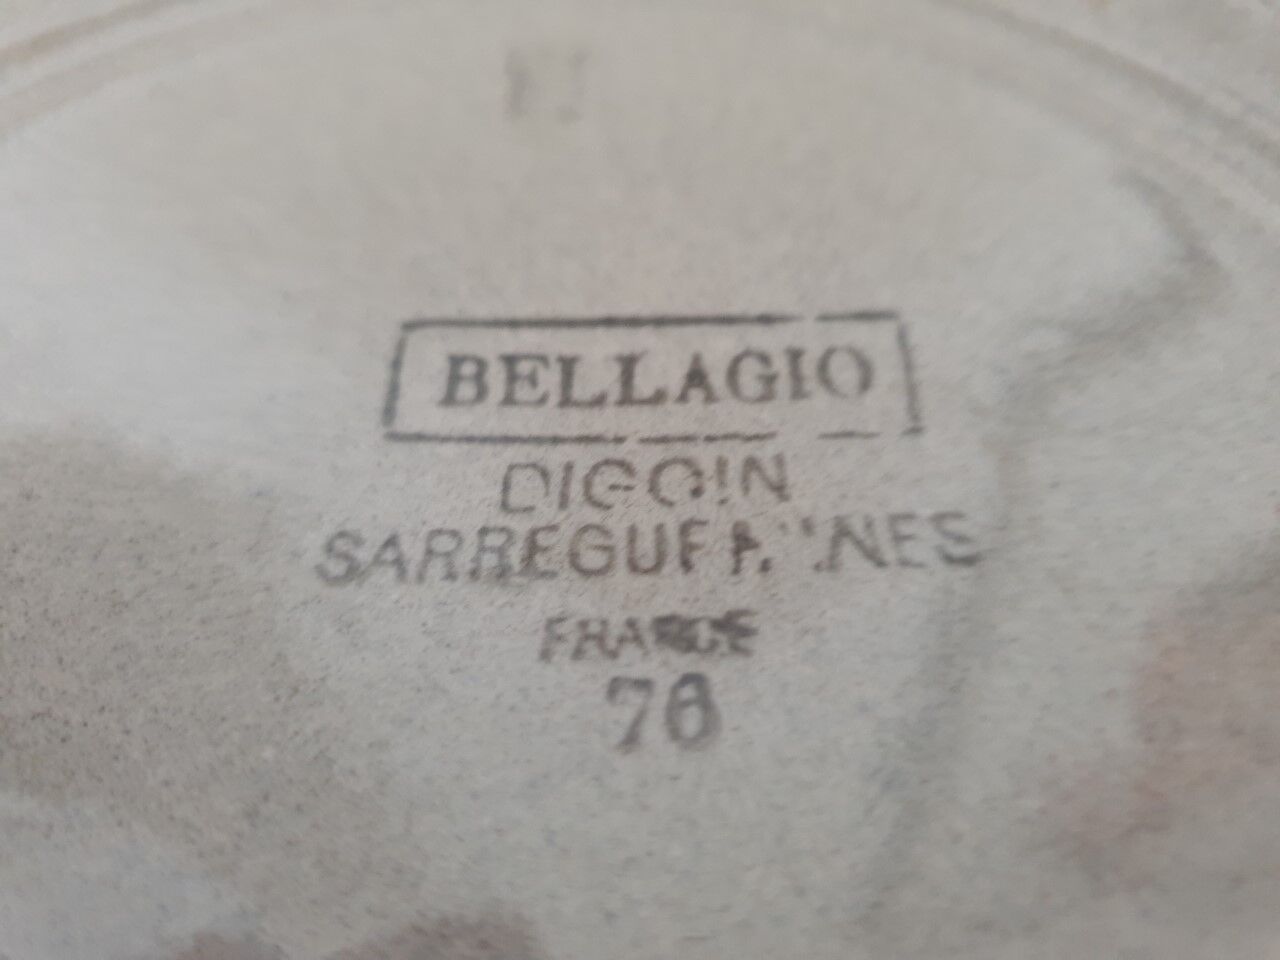 BELLAGIO
DIGOIN
SARREGUEMINES
FRANCE
76